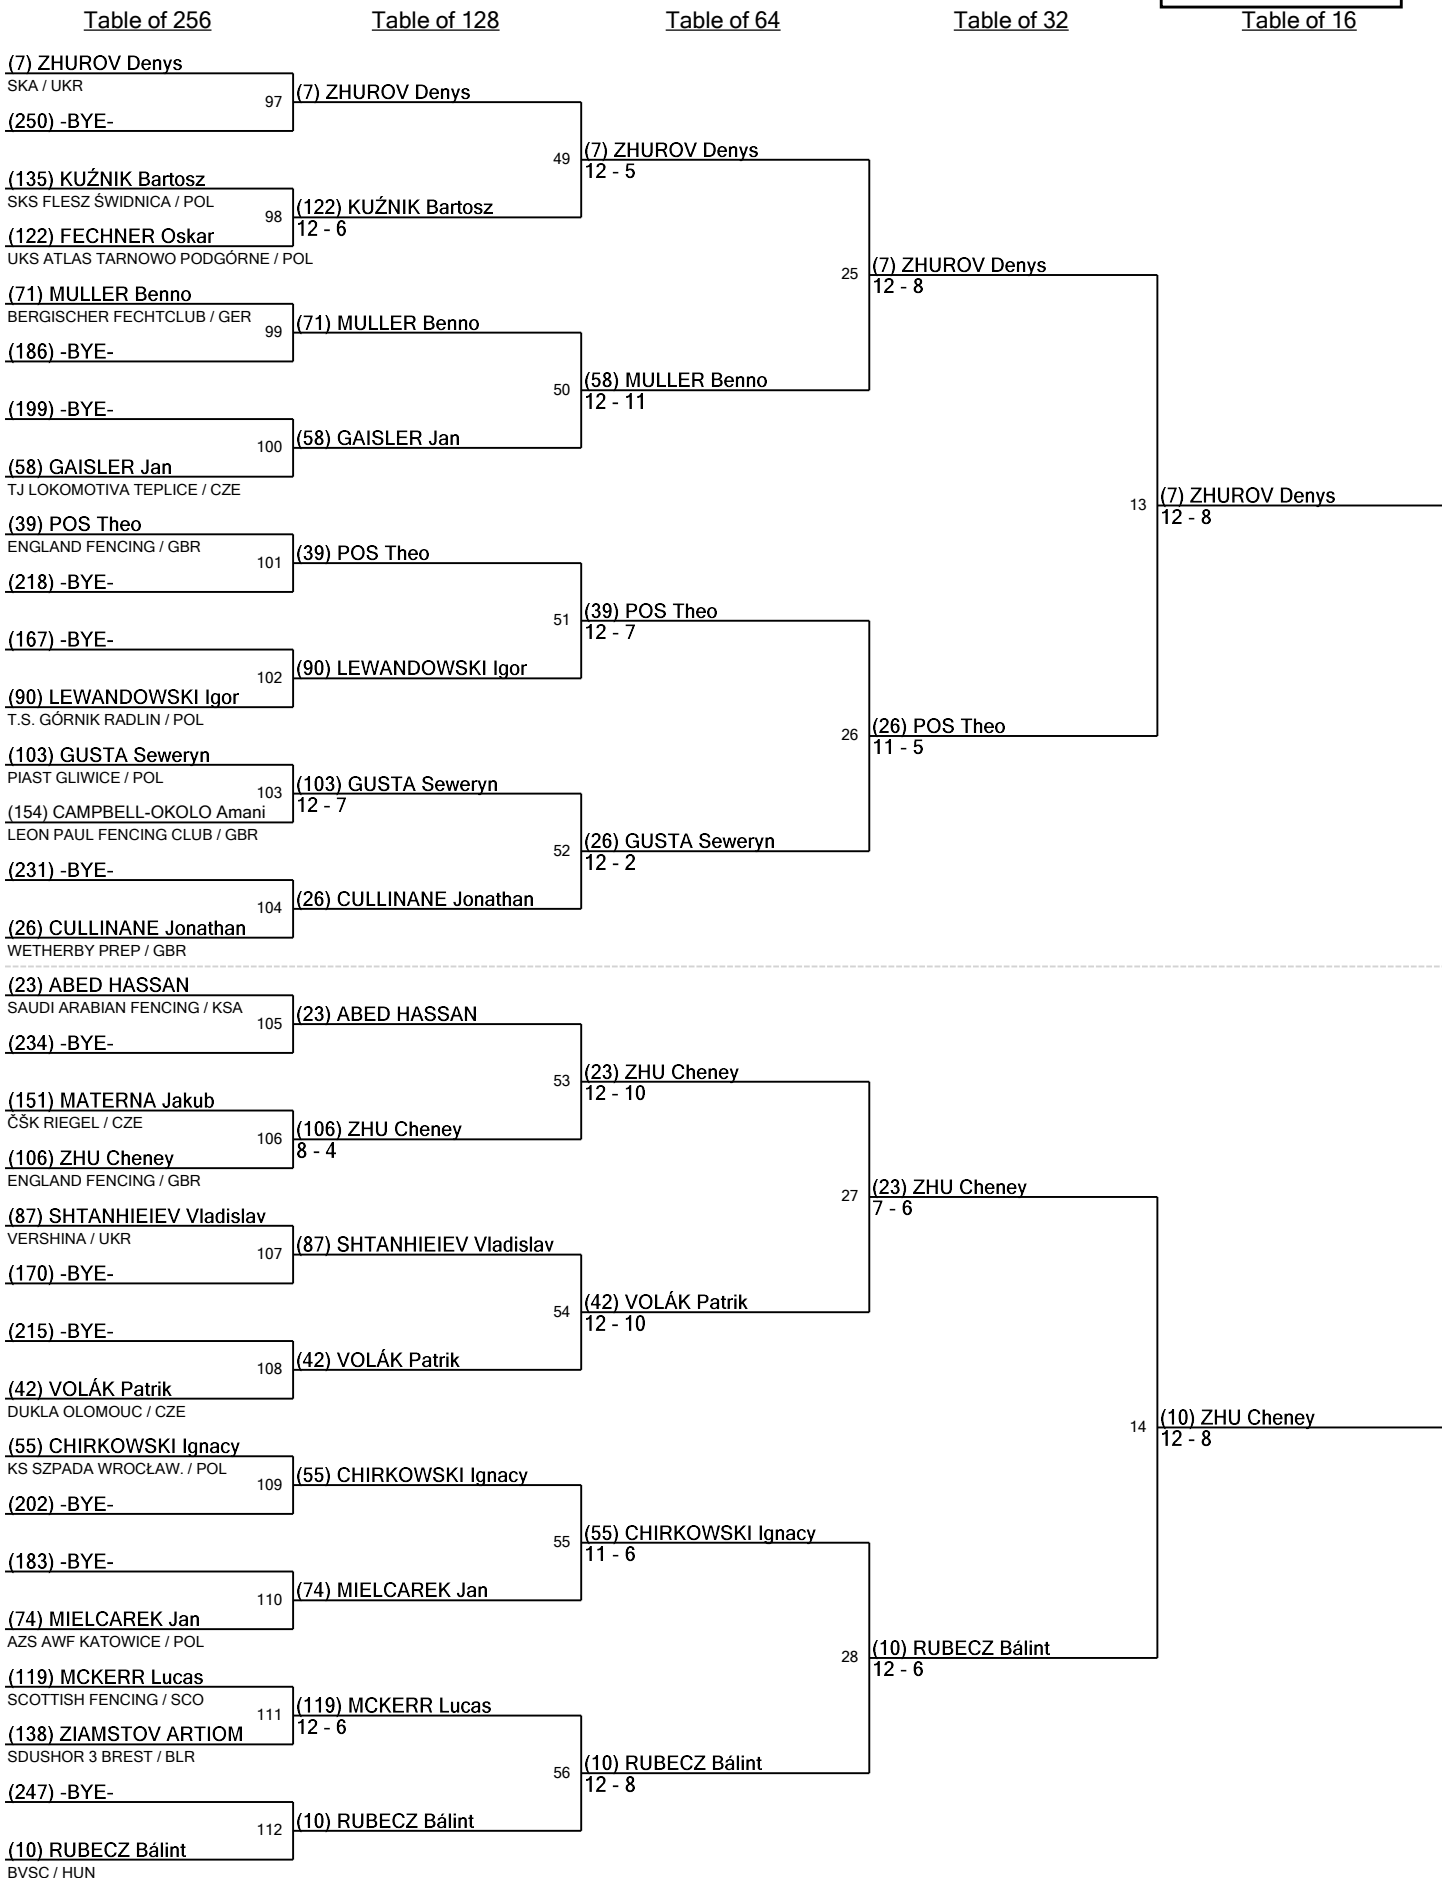 Table of 256
Table of 128
Table of 64
Table of 32
Table of 16
(7) ZHUROV Denys
SKA / UKR
97
(250) -BYE-
(135) KUŹNIK Bartosz
SKS FLESZ ŚWIDNICA / POL
98
(122) FECHNER Oskar
UKS ATLAS TARNOWO PODGÓRNE / POL
(71) MULLER Benno
BERGISCHER FECHTCLUB / GER
99
(186) -BYE-
(199) -BYE-
100
(58) GAISLER Jan
TJ LOKOMOTIVA TEPLICE / CZE
(39) POS Theo
ENGLAND FENCING / GBR
101
(218) -BYE-
(167) -BYE-
102
(90) LEWANDOWSKI Igor
T.S. GÓRNIK RADLIN / POL
(103) GUSTA Seweryn
PIAST GLIWICE / POL
103
(154) CAMPBELL-OKOLO Amani
LEON PAUL FENCING CLUB / GBR
(231) -BYE-
104
(26) CULLINANE Jonathan
WETHERBY PREP / GBR
(23) ABED HASSAN
SAUDI ARABIAN FENCING / KSA
105
(234) -BYE-
(151) MATERNA Jakub
ČŠK RIEGEL / CZE
106
(106) ZHU Cheney
ENGLAND FENCING / GBR
(87) SHTANHIEIEV Vladislav
VERSHINA / UKR
107
(170) -BYE-
(215) -BYE-
108
(42) VOLÁK Patrik
DUKLA OLOMOUC / CZE
(55) CHIRKOWSKI Ignacy
KS SZPADA WROCŁAW. / POL
109
(202) -BYE-
(183) -BYE-
110
(74) MIELCAREK Jan
AZS AWF KATOWICE / POL
(119) MCKERR Lucas
SCOTTISH FENCING / SCO
111
(138) ZIAMSTOV ARTIOM
SDUSHOR 3 BREST / BLR
(247) -BYE-
112
(10) RUBECZ Bálint
BVSC / HUN
(7) ZHUROV Denys
49
(122) KUŹNIK Bartosz
12 - 6
(71) MULLER Benno
50
(58) GAISLER Jan
(39) POS Theo
51
(90) LEWANDOWSKI Igor
(103) GUSTA Seweryn
12 - 7
52
(26) CULLINANE Jonathan
(23) ABED HASSAN
53
(106) ZHU Cheney
8 - 4
(87) SHTANHIEIEV Vladislav
54
(42) VOLÁK Patrik
(55) CHIRKOWSKI Ignacy
55
(74) MIELCAREK Jan
(119) MCKERR Lucas
12 - 6
56
(10) RUBECZ Bálint
(7) ZHUROV Denys
12 - 5
25
(58) MULLER Benno
12 - 11
(39) POS Theo
12 - 7
26
(26) GUSTA Seweryn
12 - 2
(23) ZHU Cheney
12 - 10
27
(42) VOLÁK Patrik
12 - 10
(55) CHIRKOWSKI Ignacy
11 - 6
28
(10) RUBECZ Bálint
12 - 8
(7) ZHUROV Denys
12 - 8
13
(26) POS Theo
11 - 5
(23) ZHU Cheney
7 - 6
14
(10) RUBECZ Bálint
12 - 6
(7) ZHUROV Denys
12 - 8
(10) ZHU Cheney
12 - 8